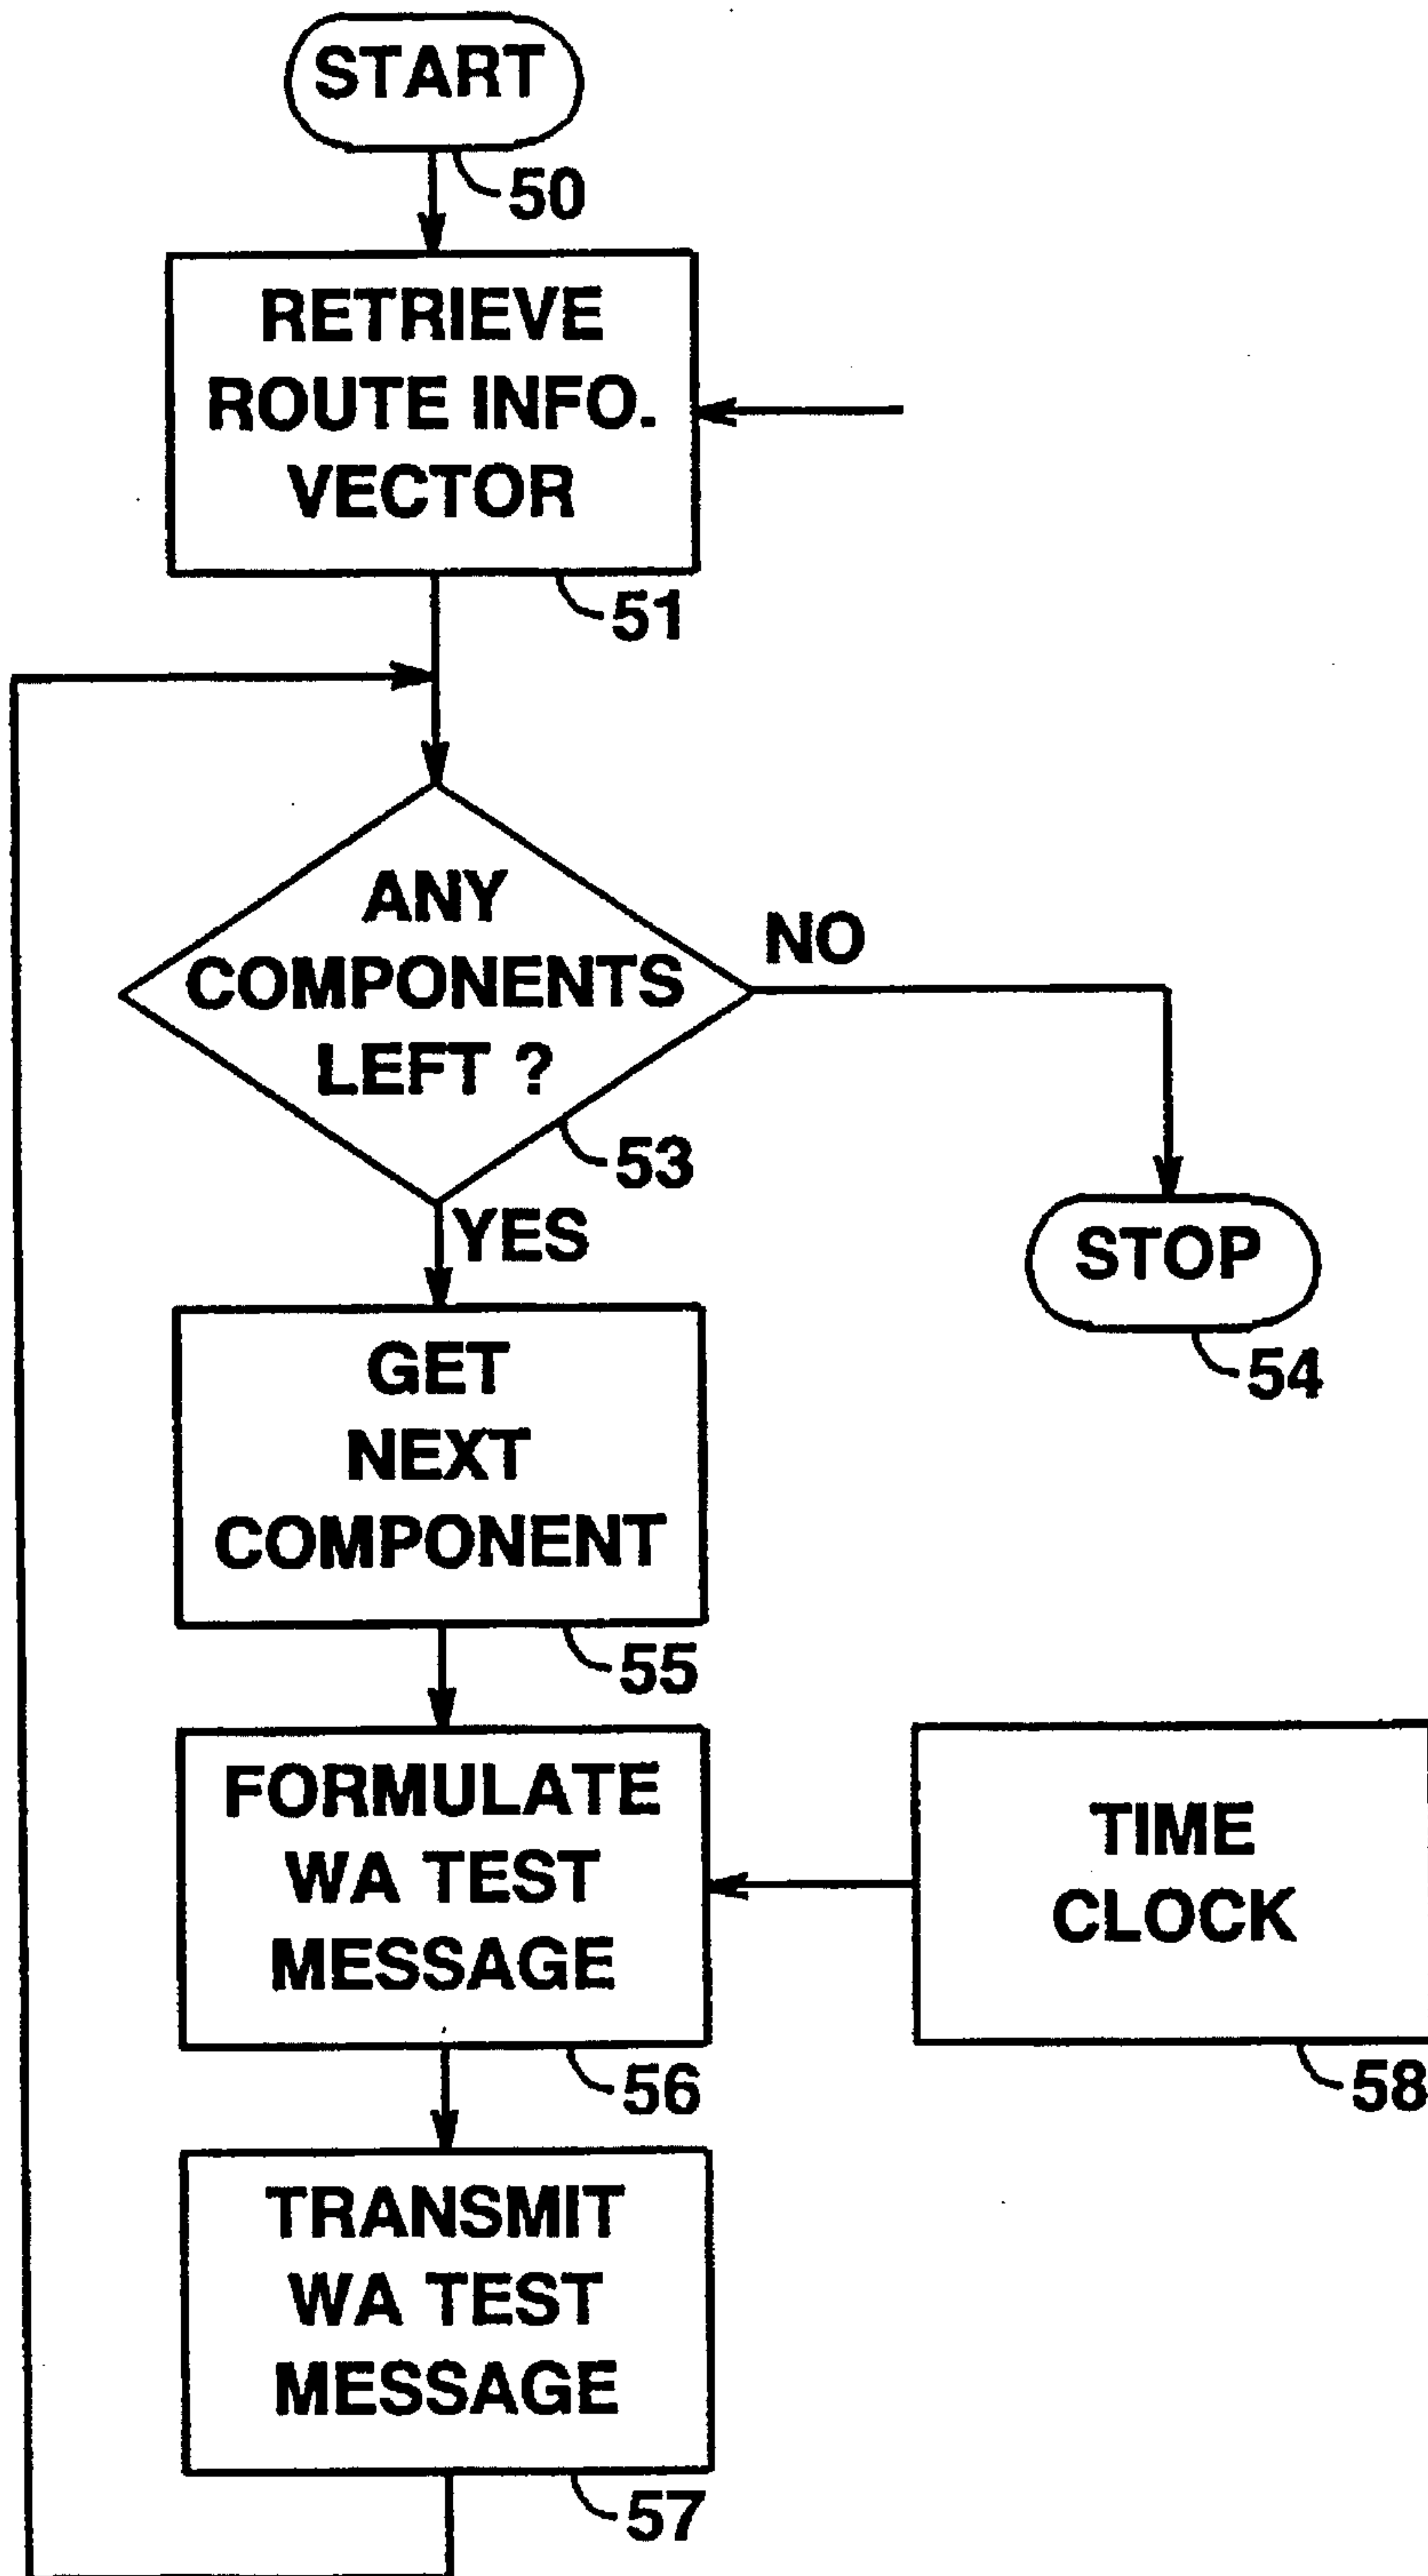 START
50
RETRIEVE
ROUTE INFO.
VECTOR
51
ANY
COMPONENTS
LEFT ?
NO
53
YES
STOP
54
GET
NEXT
COMPONENT
55
FORMULATE
WA TEST
MESSAGE
56
TIME
CLOCK
58
TRANSMIT
WA TEST
MESSAGE
57